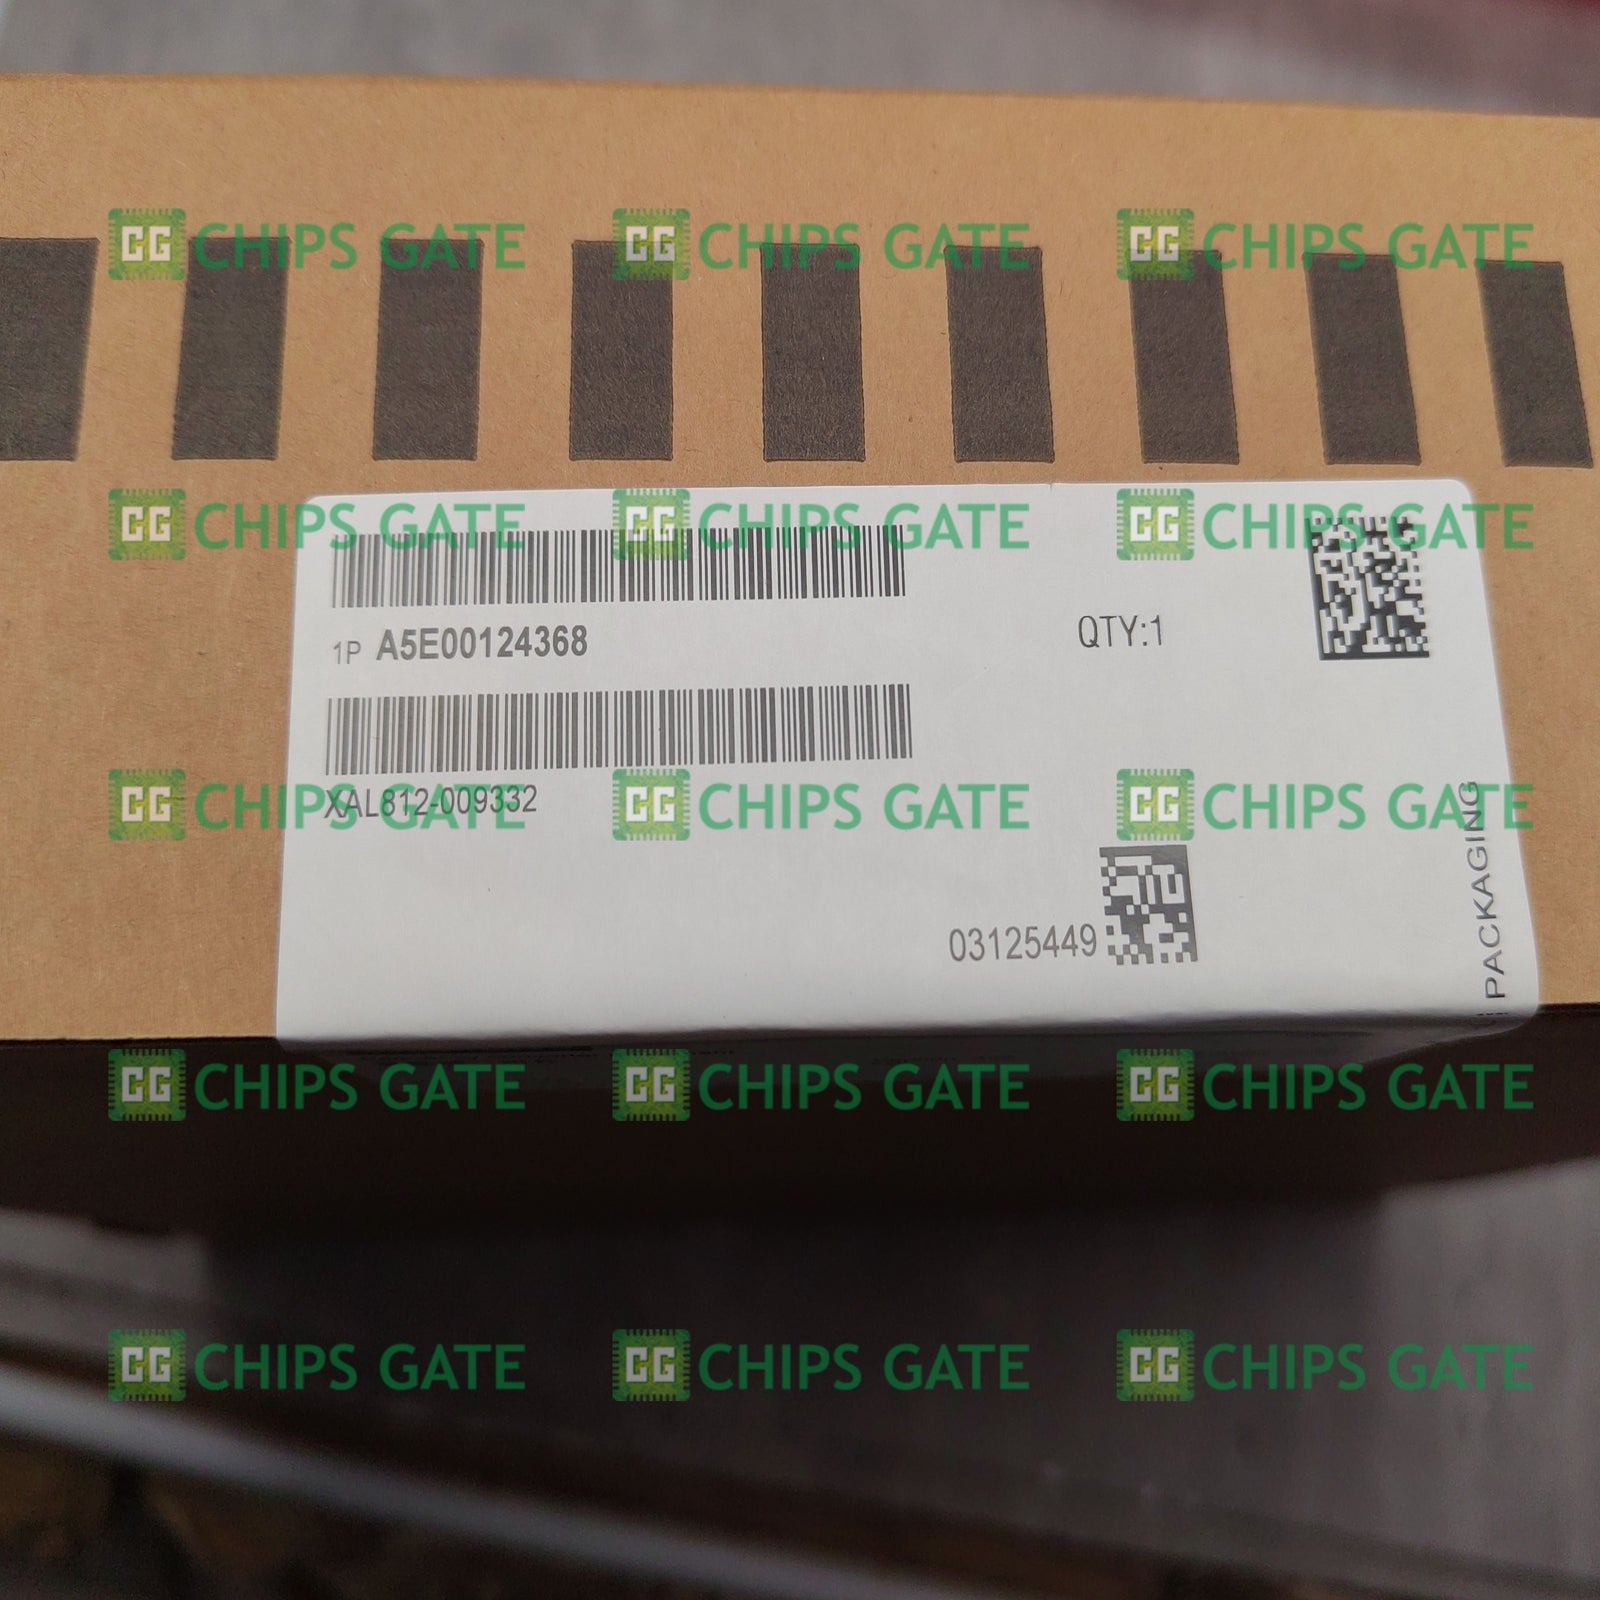 CG CHIPS GATE CG CHIPS GATE CG CHIPS GATE
CG CHIPS GATE CG CHIPS GATE CG CHIPS GATE
1P A5E00124368
QTY:1
XAL812-009332
CG CHIPS GATE CG CHIPS GATE CG CHIPS GATE
03125449
PACKAGING
CG CHIPS GATE CG CHIPS GATE CG CHIPS GATE
CG CHIPS GATE CG CHIPS GATE CG CHIPS GATE